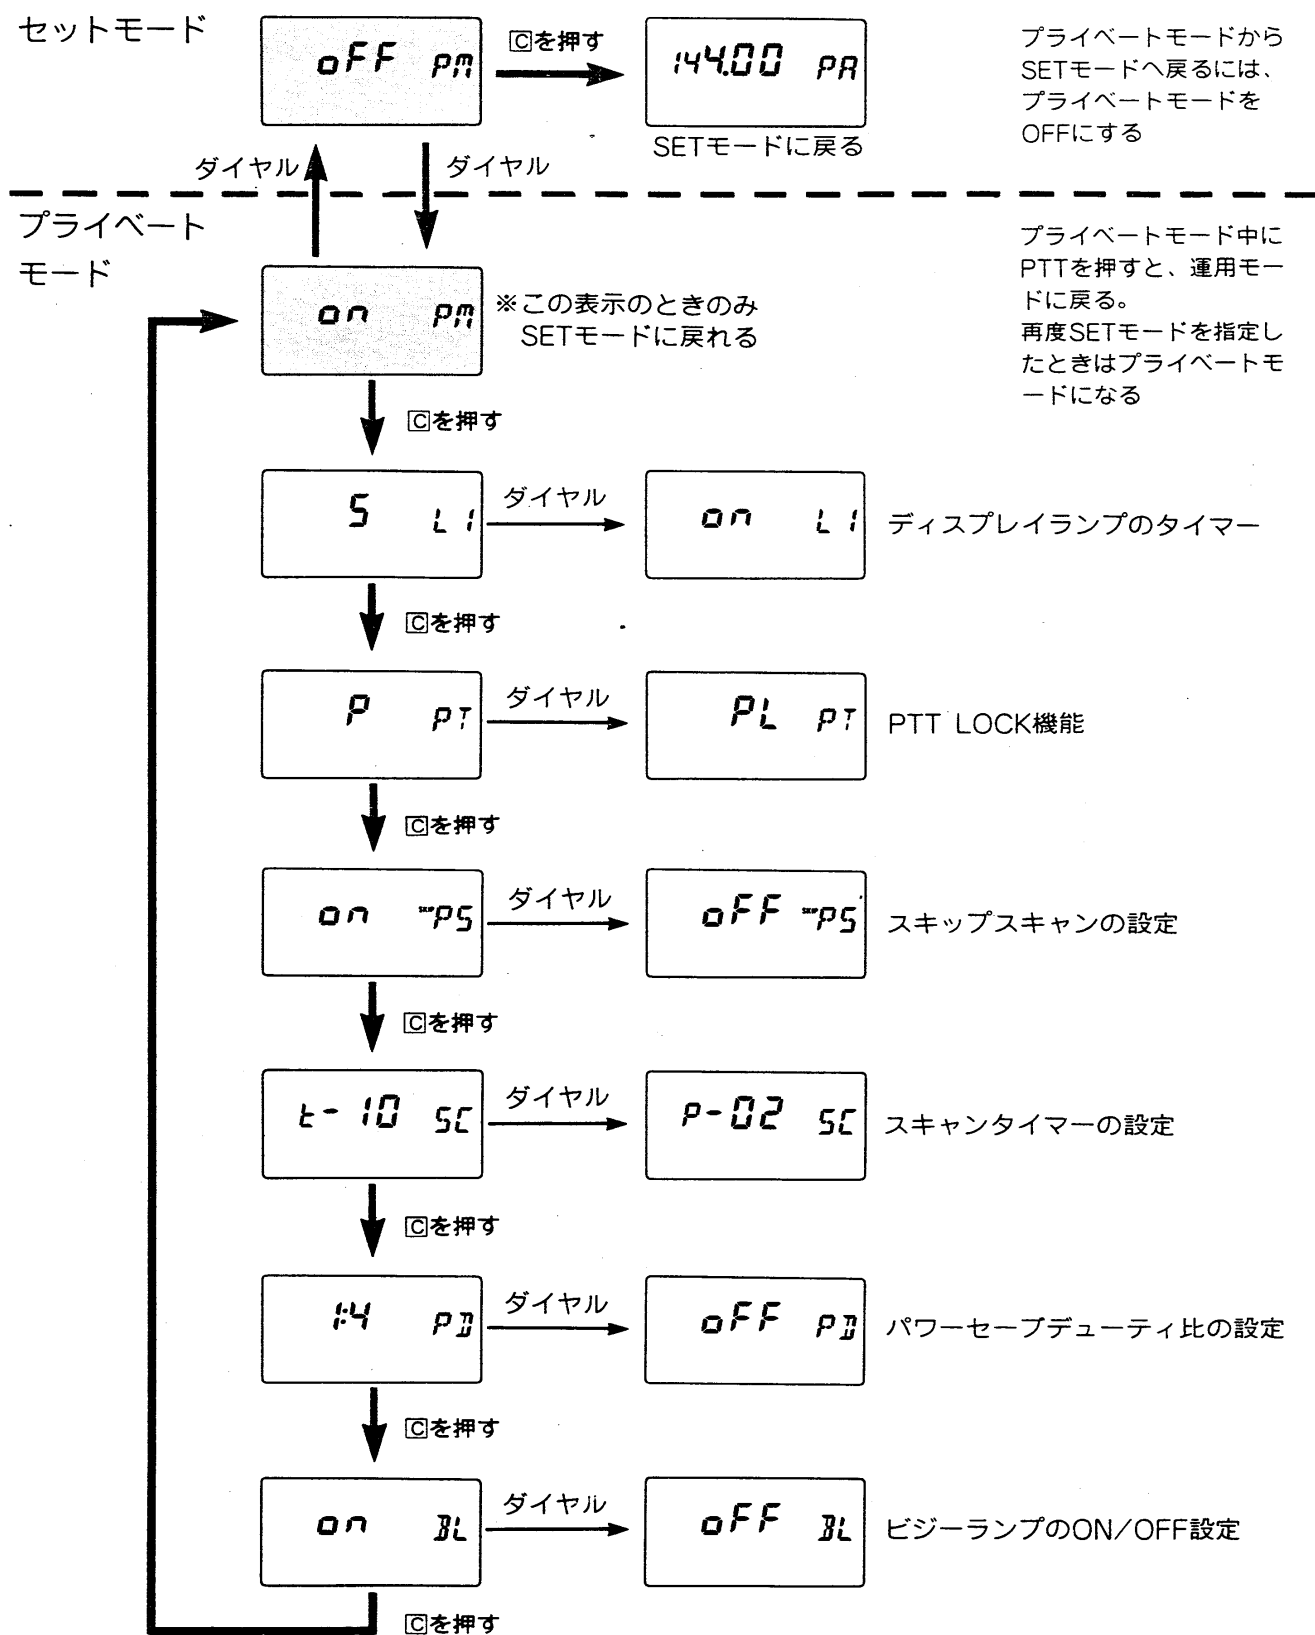 セットモード
oFF PM
Cを押す
144.00 PA
SETモードに戻る
プライベートモードから
SETモードへ戻るには、
プライベートモードを
OFFにする
ダイヤル
ダイヤル
プライベート
モード
on PM
※この表示のときのみ
SETモードに戻れる
プライベートモード中に
PTTを押すと、運用モー
ドに戻る。
再度SETモードを指定し
たときはプライベートモ
ードになる
Cを押す
5 LI
ダイヤル
on LI
ディスプレイランプのタイマー
Cを押す
P PT
ダイヤル
PL PT
PTT LOCK機能
Cを押す
on SKIP PS
ダイヤル
oFF SKIP PS
スキップスキャンの設定
Cを押す
t-10 SC
ダイヤル
P-02 SC
スキャンタイマーの設定
Cを押す
1:4 PD
ダイヤル
oFF PD
パワーセーブデューティ比の設定
Cを押す
on BL
ダイヤル
oFF BL
ビジーランプのON/OFF設定
Cを押す